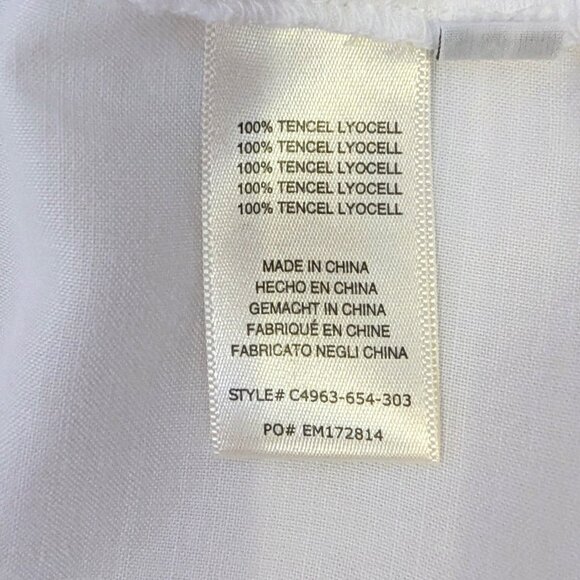 100% TENCEL LYOCELL
100% TENCEL LYOCELL
100% TENCEL LYOCELL
100% TENCEL LYOCELL
100% TENCEL LYOCELL
MADE IN CHINA
HECHO EN CHINA
GEMACHT IN CHINA
FABRIQUÉ EN CHINE
FABRICATO NEGLI CHINA
STYLE# C4963-654-303
PO# EM172814